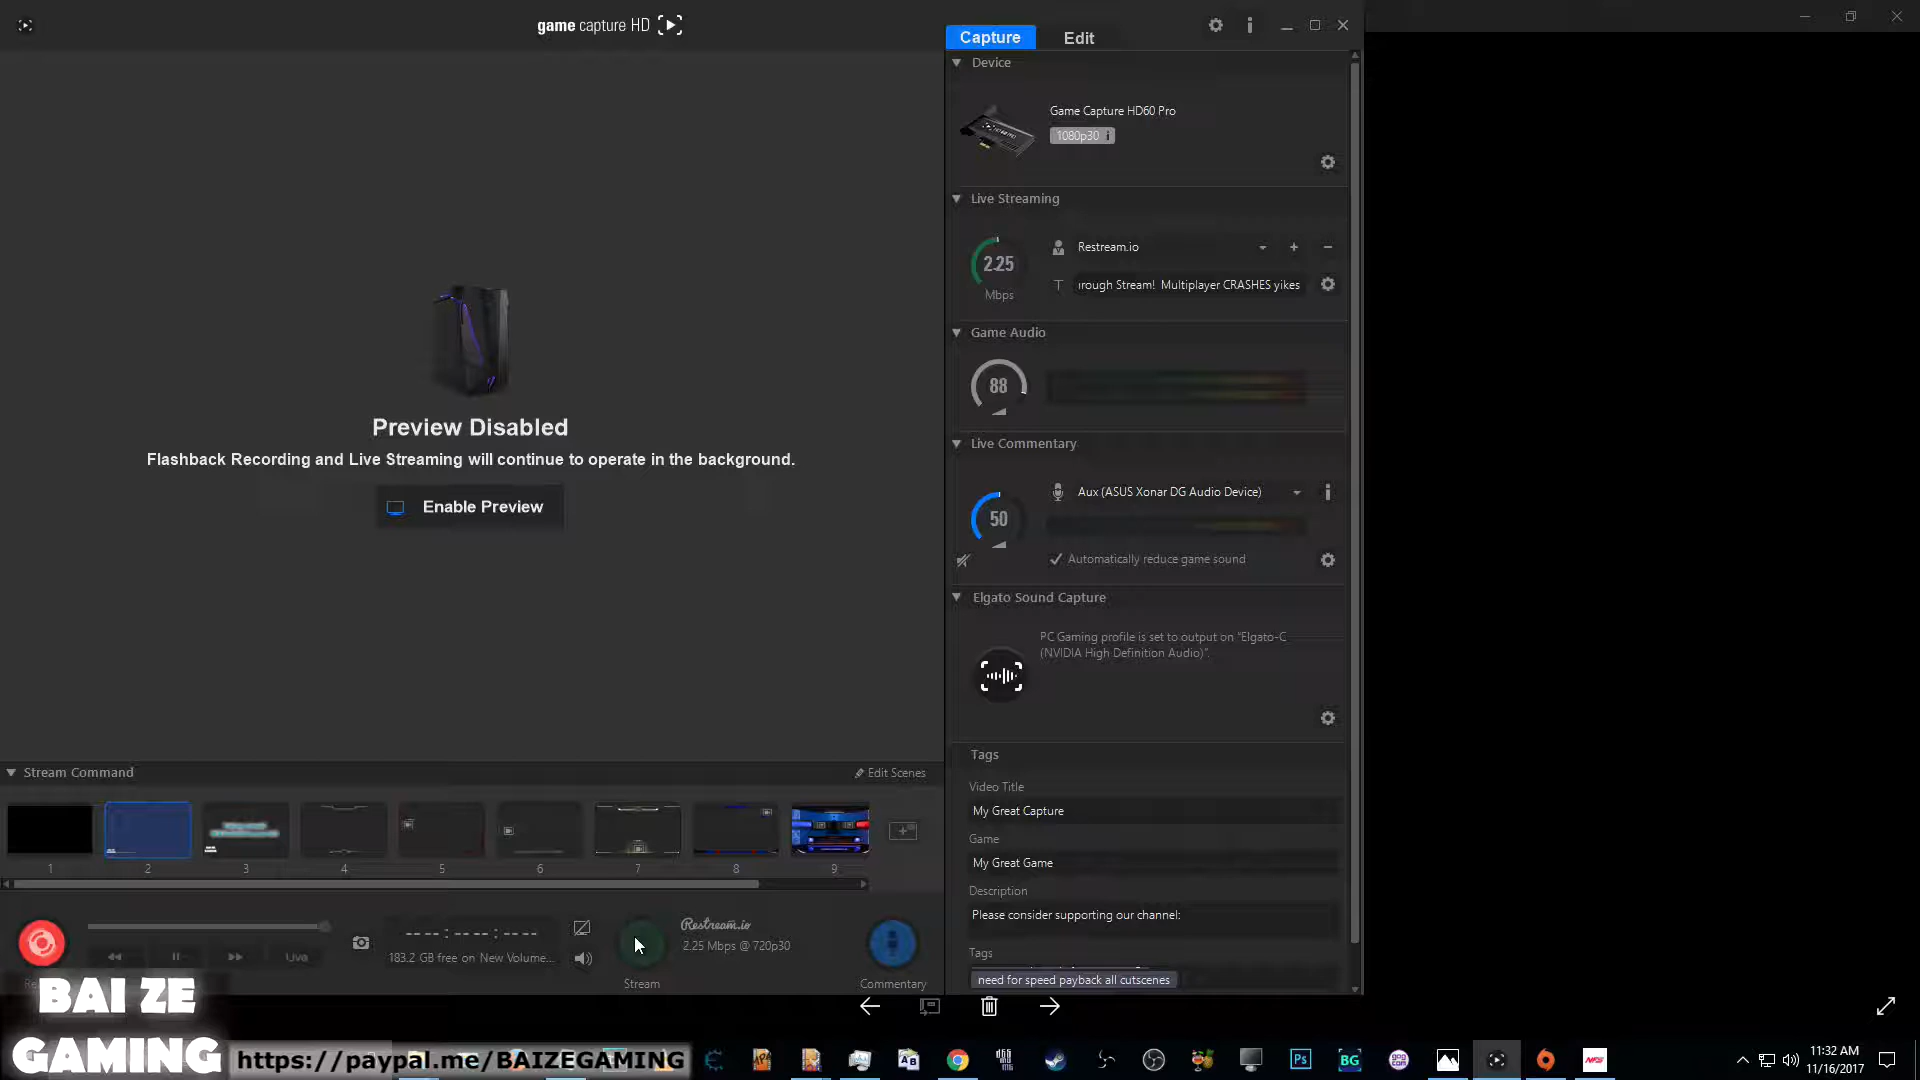 game capture HD
Capture
Edit
Device
Game Capture HD60 Pro
1080p30 i
Live Streaming
2.25
Mbps
Restream.io
rough Stream! Multiplayer CRASHES yikes
Game Audio
88
Live Commentary
50
Aux (ASUS Xonar DG Audio Device)
Automatically reduce game sound
Elgato Sound Capture
PC Gaming profile is set to output on "Elgato-C
(NVIDIA High Definition Audio)".
Tags
Video Title
My Great Capture
Game
My Great Game
Description
Please consider supporting our channel:
Tags
need for speed payback all cutscenes
Preview Disabled
Flashback Recording and Live Streaming will continue to operate in the background.
Enable Preview
Stream Command
Edit Scenes
1 2 3 4 5 6 7 8 9
Live
--:--:--
183.2 GB free on New Volume...
Stream
Restream.io
2.25 Mbps @ 720p30
Commentary
BAI ZE
GAMING
https://paypal.me/BAIZEGAMING
Ps
BG
11:32 AM
11/16/2017